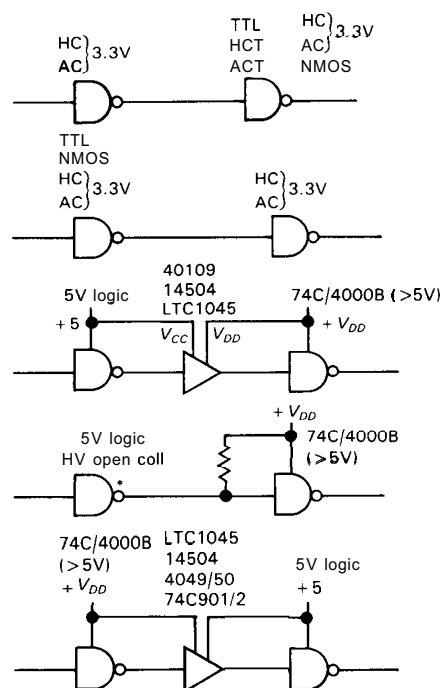 HC
AC}3.3V
TTL
HCT
ACT
HC
AC}3.3V
NMOS
TTL
NMOS
HC
AC}3.3V
HC
AC}3.3V
5V logic
+5
40109
14504
LTC1045
VCC VDD
74C/4000B (>5V)
+ VDD
5V logic
HV open coll
*
+ VDD
74C/4000B
(>5V)
74C/4000B
(>5V)
+ VDD
LTC1045
14504
4049/50
74C901/2
5V logic
+5